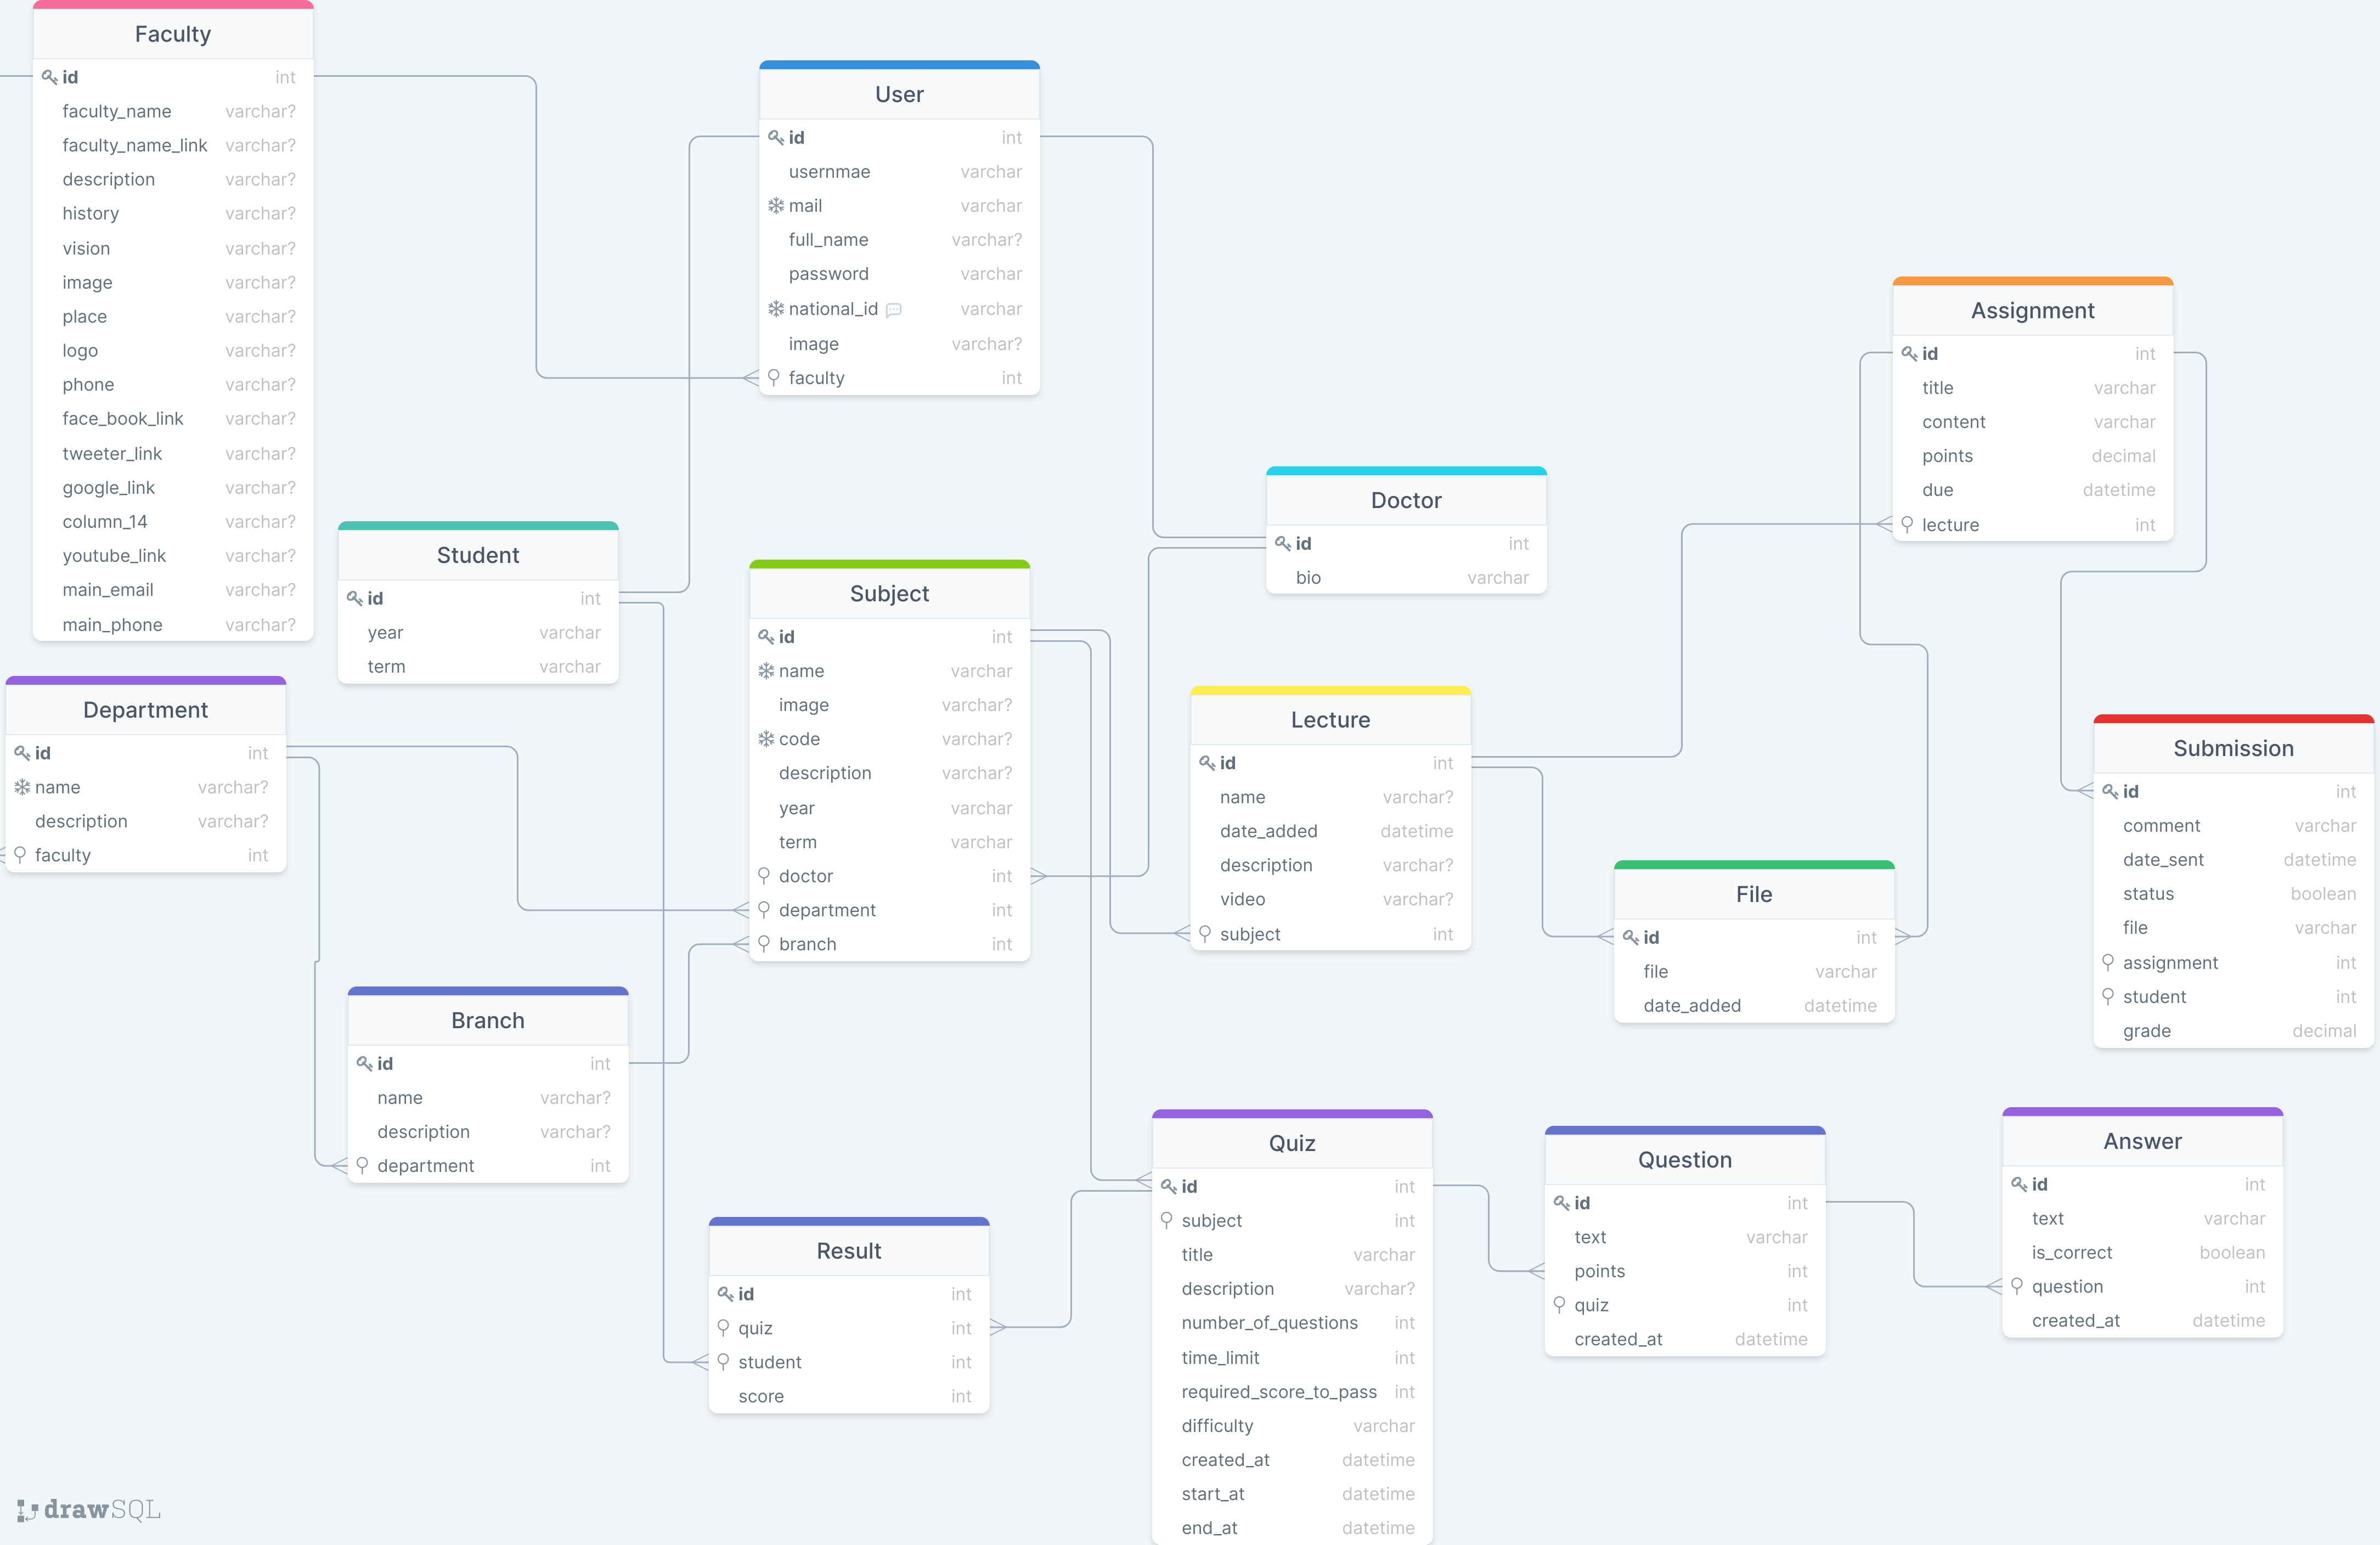 Faculty
id int
faculty_name varchar?
faculty_name_link varchar?
description varchar?
history varchar?
vision varchar?
image varchar?
place varchar?
logo varchar?
phone varchar?
face_book_link varchar?
tweeter_link varchar?
google_link varchar?
column_14 varchar?
youtube_link varchar?
main_email varchar?
main_phone varchar?
User
id int
usernmae varchar
mail varchar
full_name varchar?
password varchar
national_id varchar
image varchar?
faculty int
Assignment
id int
title varchar
content varchar
points decimal
due datetime
lecture int
Doctor
id int
bio varchar
Student
id int
year varchar
term varchar
Subject
id int
name varchar
image varchar?
code varchar?
description varchar?
year varchar
term varchar
doctor int
department int
branch int
Department
id int
name varchar?
description varchar?
faculty int
Lecture
id int
name varchar?
date_added datetime
description varchar?
video varchar?
subject int
Submission
id int
comment varchar
date_sent datetime
status boolean
file varchar
assignment int
student int
grade decimal
File
id int
file varchar
date_added datetime
Branch
id int
name varchar?
description varchar?
department int
Quiz
id int
subject int
title varchar
description varchar?
number_of_questions int
time_limit int
required_score_to_pass int
difficulty varchar
created_at datetime
start_at datetime
end_at datetime
Question
id int
text varchar
points int
quiz int
created_at datetime
Answer
id int
text varchar
is_correct boolean
question int
created_at datetime
Result
id int
quiz int
student int
score int
drawSQL